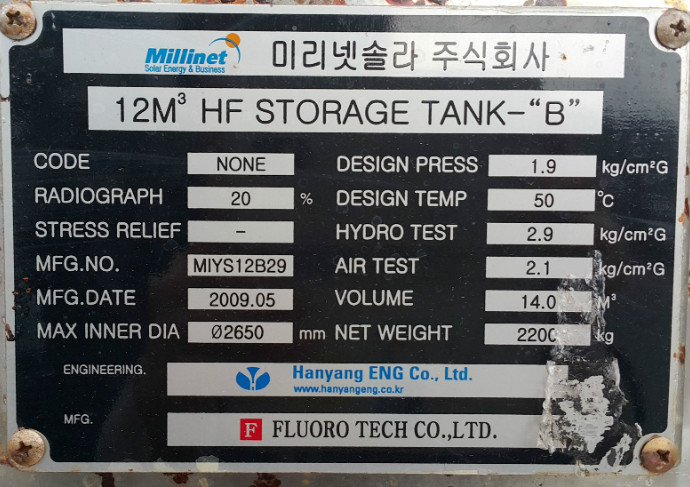 Millinet
Solar Energy & Business
미리넷솔라 주식회사
12M³ HF STORAGE TANK-“B”
CODE NONE DESIGN PRESS 1.9 kg/cm²G
RADIOGRAPH 20 % DESIGN TEMP 50 °C
STRESS RELIEF - HYDRO TEST 2.9 kg/cm²G
MFG.NO. MIYS12B29 AIR TEST 2.1 kg/cm²G
MFG.DATE 2009.05 VOLUME 14.0 M³
MAX INNER DIA Ø2650 mm NET WEIGHT 2200 kg
ENGINEERING. Hanyang ENG Co., Ltd.
www.hanyangeng.co.kr
MFG. F FLUORO TECH CO.,LTD.